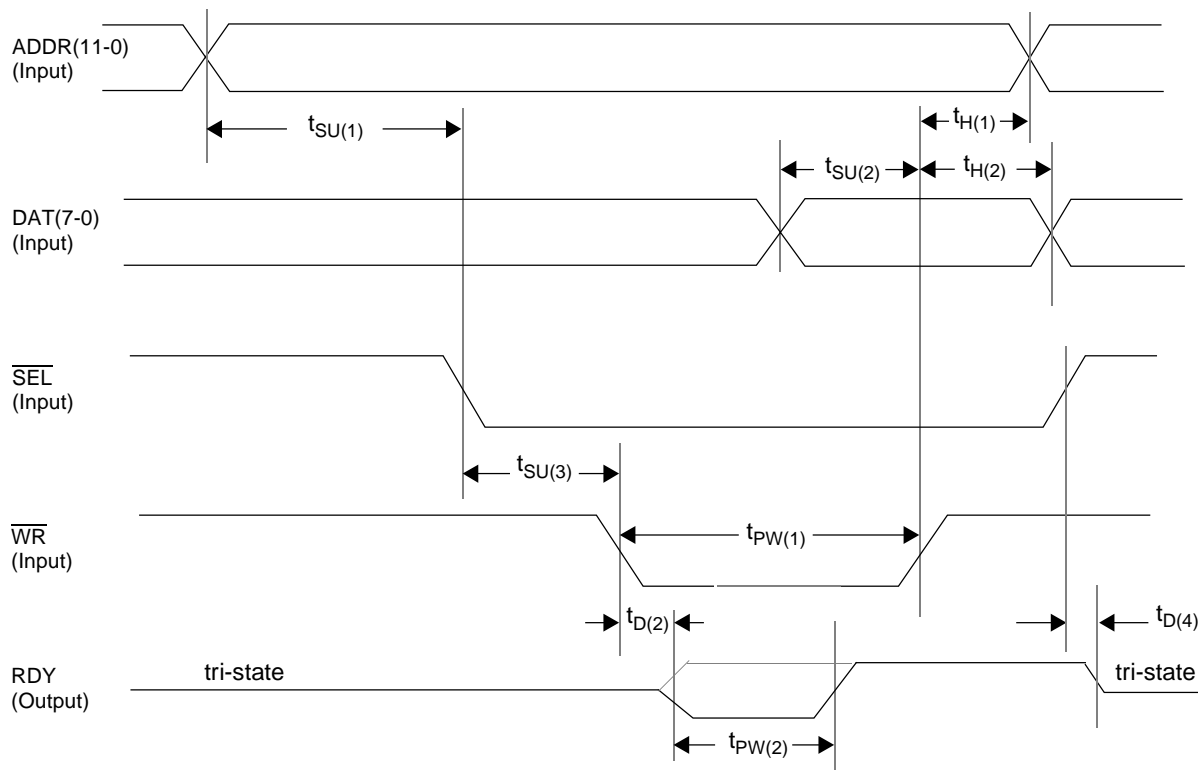 ADDR(11-0)
(Input)
tSU(1)
tH(1)
tSU(2)
tH(2)
DAT(7-0)
(Input)
SEL
(Input)
tSU(3)
WR
(Input)
tPW(1)
tD(2)
tD(4)
RDY
(Output)
tri-state
tri-state
tPW(2)